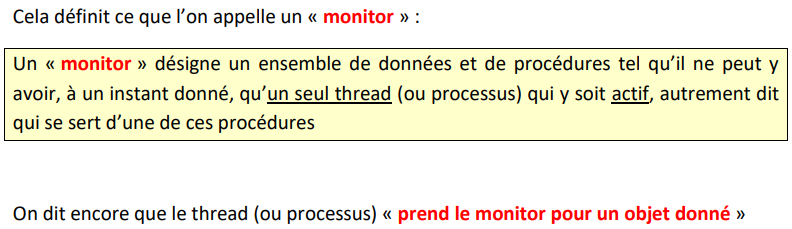 Cela définit ce que l’on appelle un « monitor » :
Un « monitor » désigne un ensemble de données et de procédures tel qu’il ne peut y
avoir, à un instant donné, qu’un seul thread (ou processus) qui y soit actif, autrement dit
qui se sert d’une de ces procédures
On dit encore que le thread (ou processus) « prend le monitor pour un objet donné »